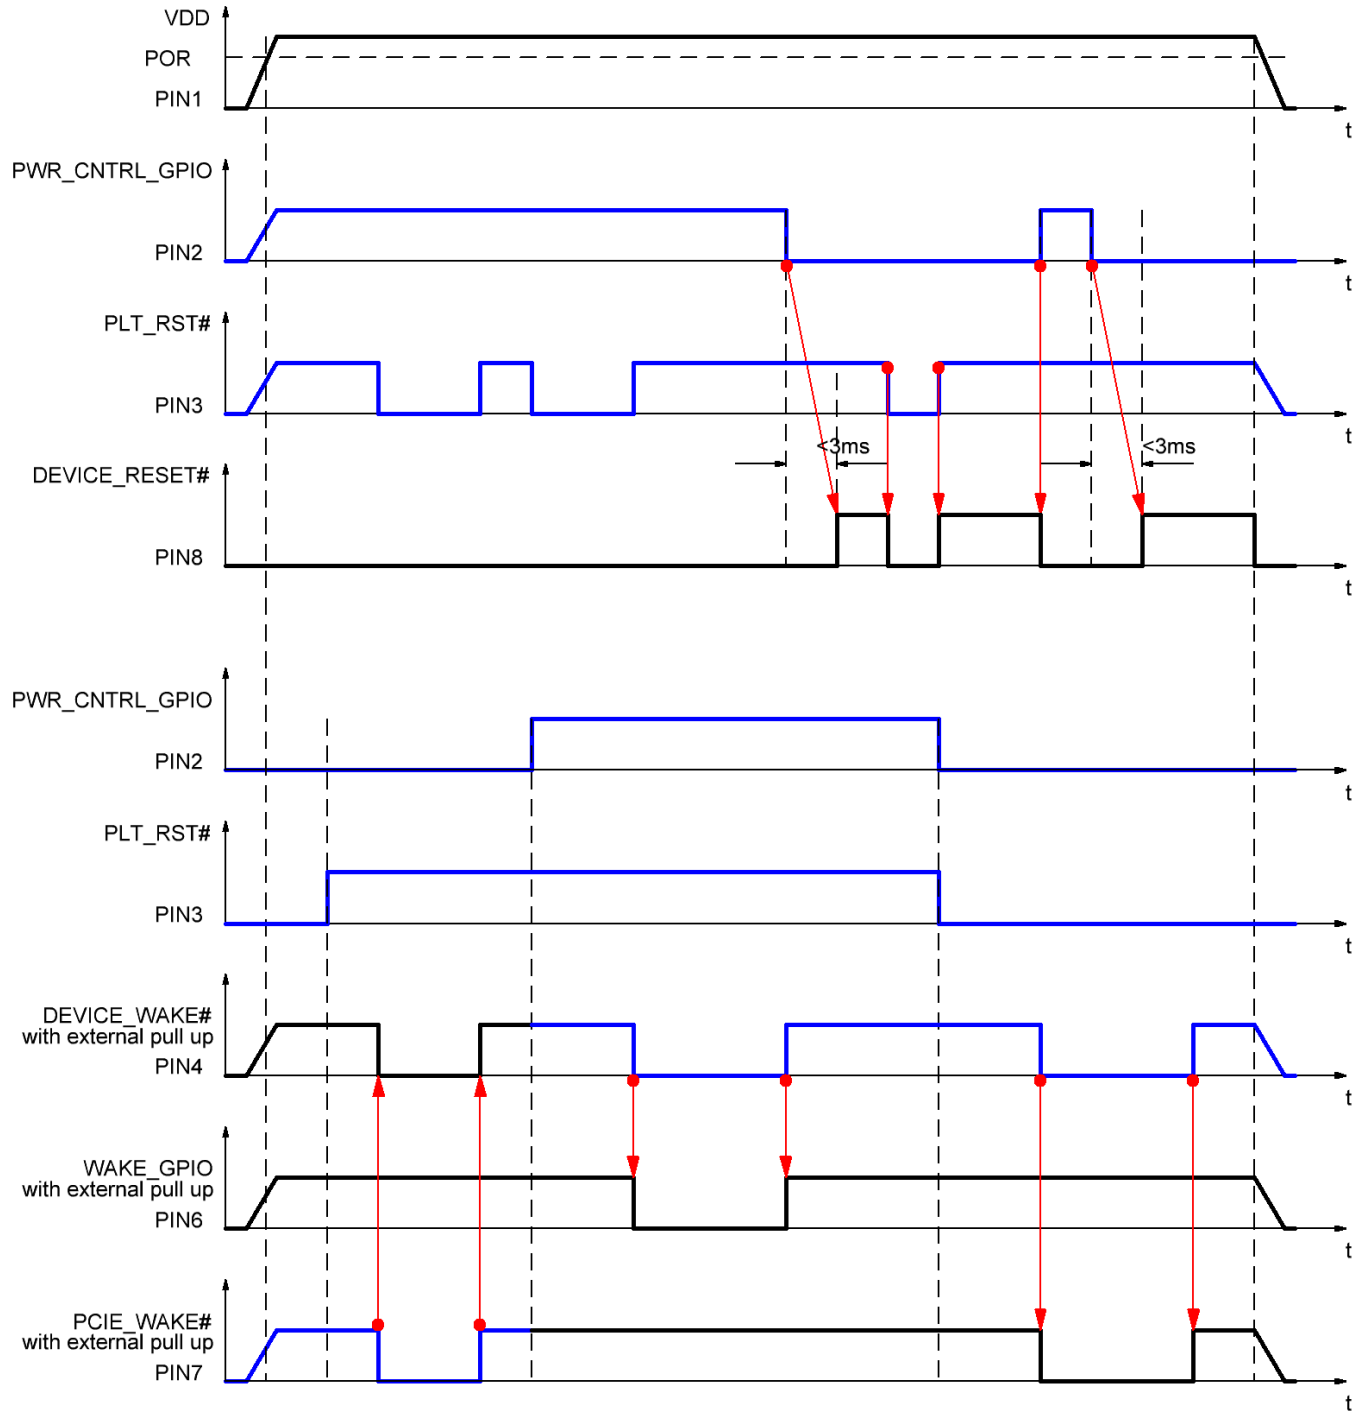 VDD
POR
PIN1
t
PWR_CNTRL_GPIO
PIN2
t
PLT_RST#
PIN3
t
<3ms
<3ms
DEVICE_RESET#
PIN8
t
PWR_CNTRL_GPIO
PIN2
t
PLT_RST#
PIN3
t
DEVICE_WAKE#
with external pull up
PIN4
t
WAKE_GPIO
with external pull up
PIN6
t
PCIE_WAKE#
with external pull up
PIN7
t